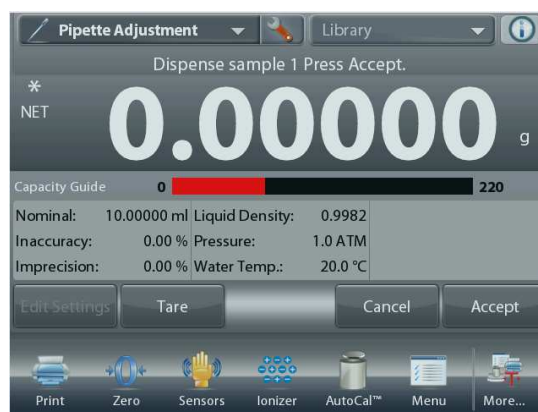 Pipette Adjustment Library
Dispense sample 1 Press Accept.
*
NET
0.00000 g
Capacity Guide 0 220
Nominal: 10.00000 ml Liquid Density: 0.9982
Inaccuracy: 0.00 % Pressure: 1.0 ATM
Imprecision: 0.00 % Water Temp.: 20.0 °C
Edit Settings Tare Cancel Accept
Print Zero Sensors Ionizer AutoCal™ Menu More...